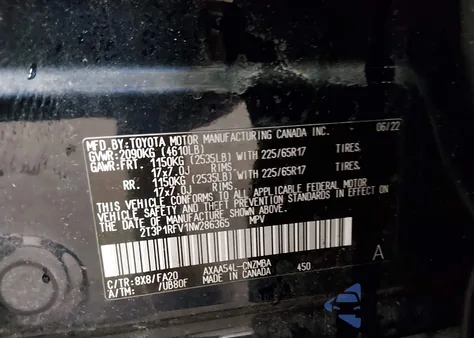 MFD. BY: TOYOTA MOTOR MANUFACTURING CANADA INC. 06/22
GVWR: 2090KG (4610LB)
GAWR: FRT. 1150KG (2535LB) WITH 225/65R17 TIRES,
17x7.0J RIMS,
RR. 1150KG (2535LB) WITH 225/65R17 TIRES,
17x7.0J RIMS,
THIS VEHICLE CONFORMS TO ALL APPLICABLE FEDERAL MOTOR
VEHICLE SAFETY AND THEFT PREVENTION STANDARDS IN EFFECT ON
THE DATE OF MANUFACTURE SHOWN ABOVE.
2T3P1RFV1NW286365 MPV
A
C/TR: 8X8/FA20 AXAA54L-CNZMBA 450
A/TM: /UB80F MADE IN CANADA